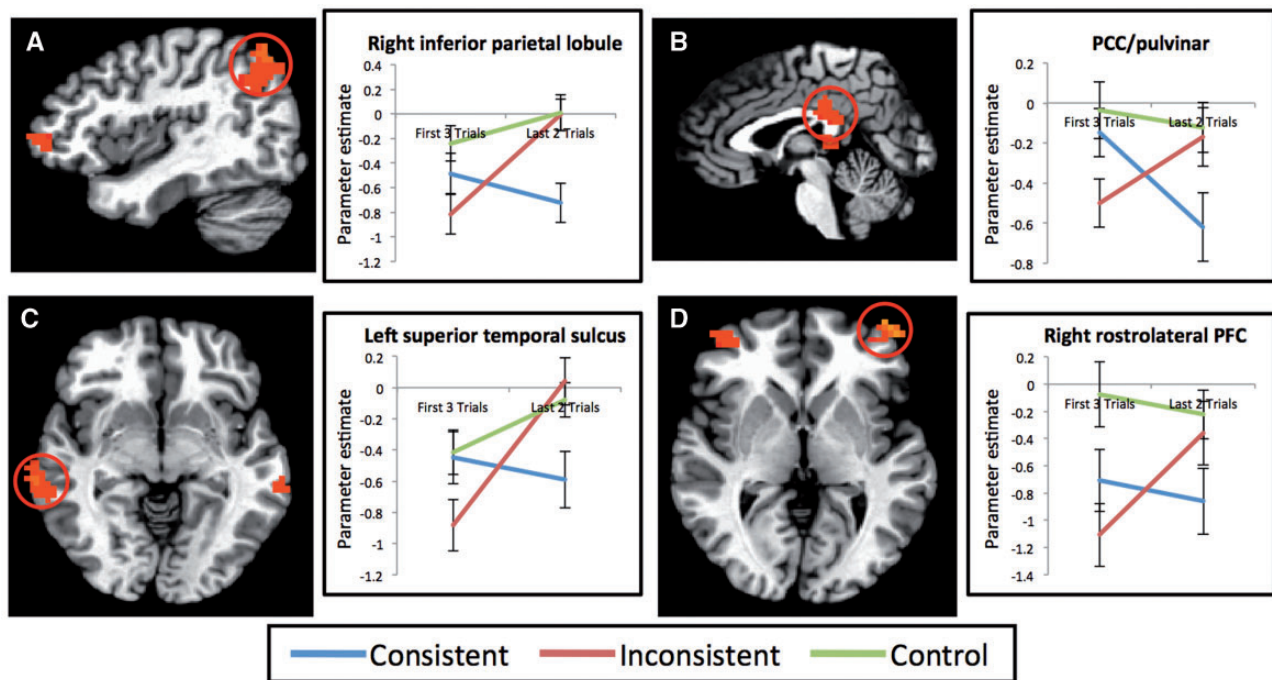 A
Right inferior parietal lobule
Parameter estimate
0.4
0.2
0
-0.2
-0.4
-0.6
-0.8
-1
-1.2
First 3 Trials
Last 2 Trials
B
PCC/pulvinar
Parameter estimate
0.2
0
-0.2
-0.4
-0.6
-0.8
First 3 Trials
Last 2 Trials
C
Left superior temporal sulcus
Parameter estimate
0.2
0
-0.2
-0.4
-0.6
-0.8
-1
-1.2
First 3 Trials
Last 2 Trials
D
Right rostrolateral PFC
Parameter estimate
0.2
0
-0.2
-0.4
-0.6
-0.8
-1
-1.2
-1.4
First 3 Trials
Last 2 Trials
Consistent Inconsistent Control